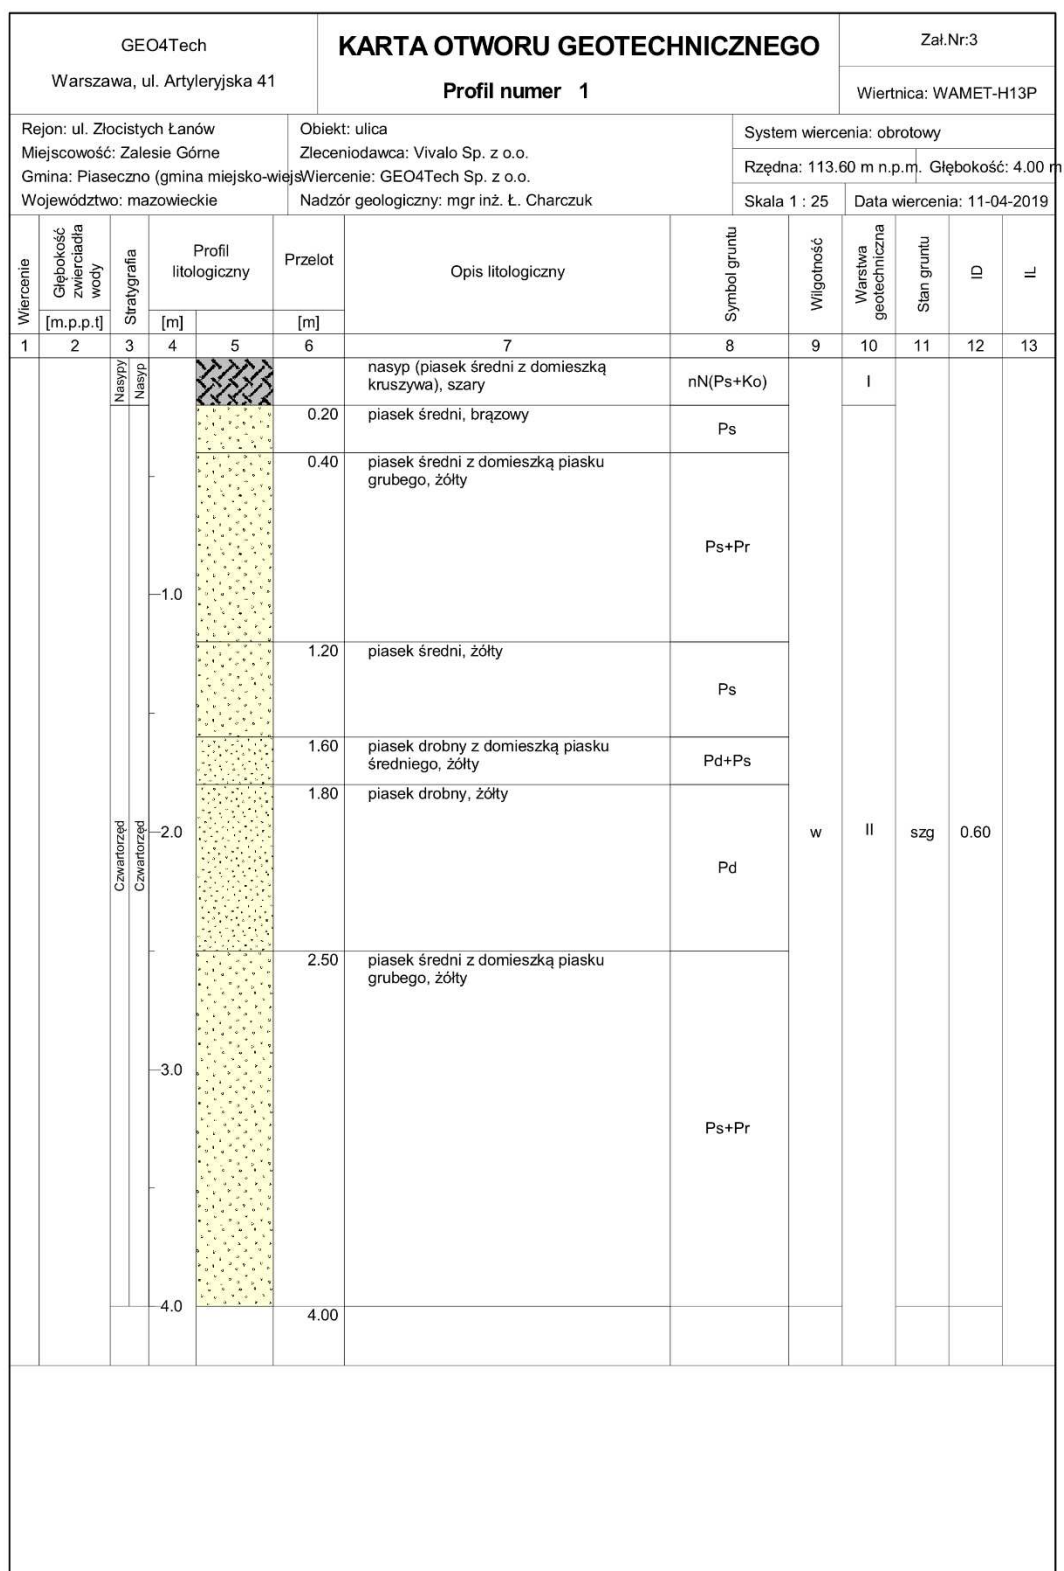 GEO4Tech
Warszawa, ul. Artyleryjska 41
KARTA OTWORU GEOTECHNICZNEGO
Profil numer 1
Zał.Nr:3
Wiertnica: WAMET-H13P
Rejon: ul. Złocistych Łanów
Miejscowość: Zalesie Górne
Gmina: Piaseczno (gmina miejsko-wiejs
Województwo: mazowieckie
Obiekt: ulica
Zleceniodawca: Vivalo Sp. z o.o.
Wiercenie: GEO4Tech Sp. z o.o.
Nadzór geologiczny: mgr inż. Ł. Charczuk
System wiercenia: obrotowy
Rzędna: 113.60 m n.p.m. Głębokość: 4.00 m
Skala 1 : 25 Data wiercenia: 11-04-2019
Wiercenie
Głębokość
zwierciadła
wody
[m.p.p.t]
Stratygrafia
Profil
litologiczny
[m]
Przelot
[m]
Opis litologiczny
Symbol gruntu
Wilgotność
Warstwa
geotechniczna
Stan gruntu
ID
IL
1 2 3 4 5 6 7 8 9 10 11 12 13
Nasypy
Nasyp
nasyp (piasek średni z domieszką
kruszywa), szary
nN(Ps+Ko)
I
0.20 piasek średni, brązowy
Ps
0.40 piasek średni z domieszką piasku
grubego, żółty
Ps+Pr
1.0
1.20 piasek średni, żółty
Ps
1.60 piasek drobny z domieszką piasku
średniego, żółty
Pd+Ps
1.80 piasek drobny, żółty
Czwartorzęd
Czwartorzęd
2.0
w II szg 0.60
Pd
2.50 piasek średni z domieszką piasku
grubego, żółty
3.0
Ps+Pr
4.0
4.00